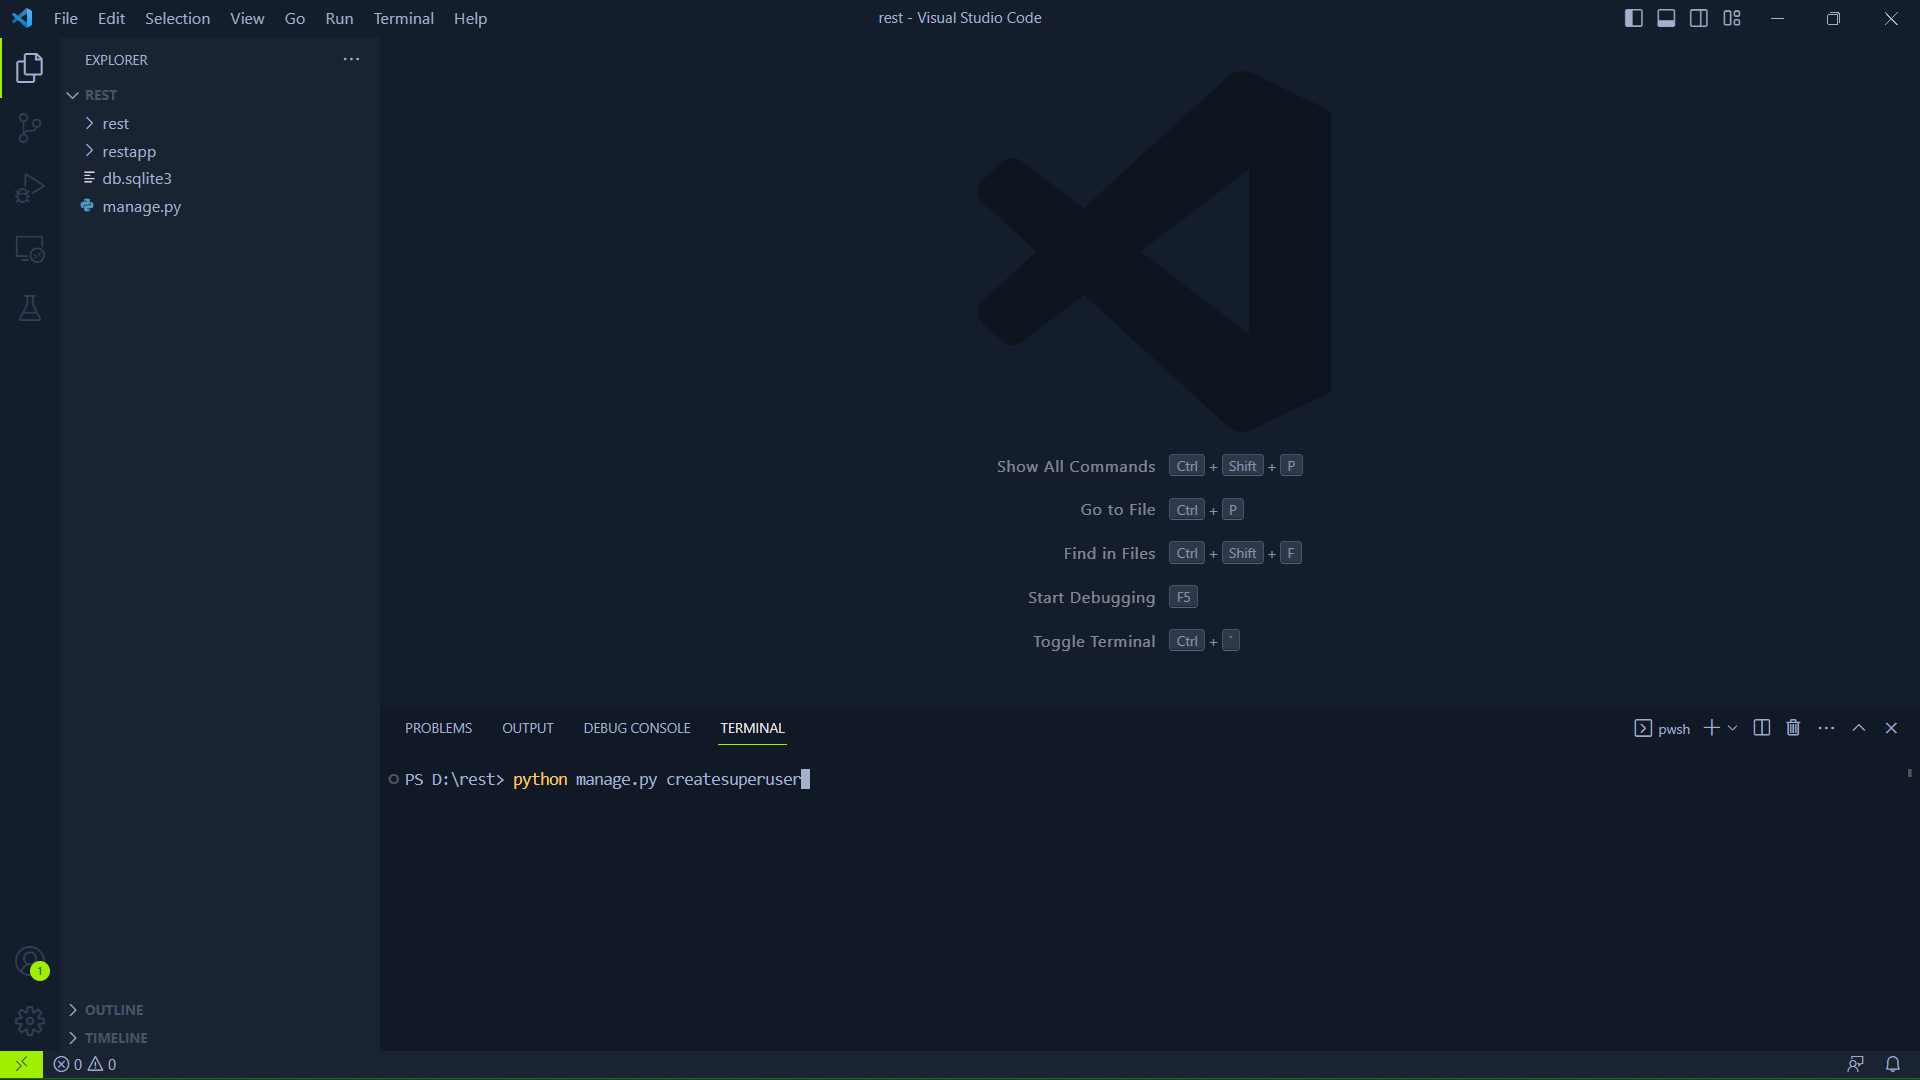 File Edit Selection View Go Run Terminal Help
rest - Visual Studio Code
EXPLORER
REST
rest
restapp
db.sqlite3
manage.py
Show All Commands Ctrl + Shift + P
Go to File Ctrl + P
Find in Files Ctrl + Shift + F
Start Debugging F5
Toggle Terminal Ctrl + `
PROBLEMS OUTPUT DEBUG CONSOLE TERMINAL
pwsh
PS D:\rest> python manage.py createsuperuser
1
OUTLINE
TIMELINE
0 0